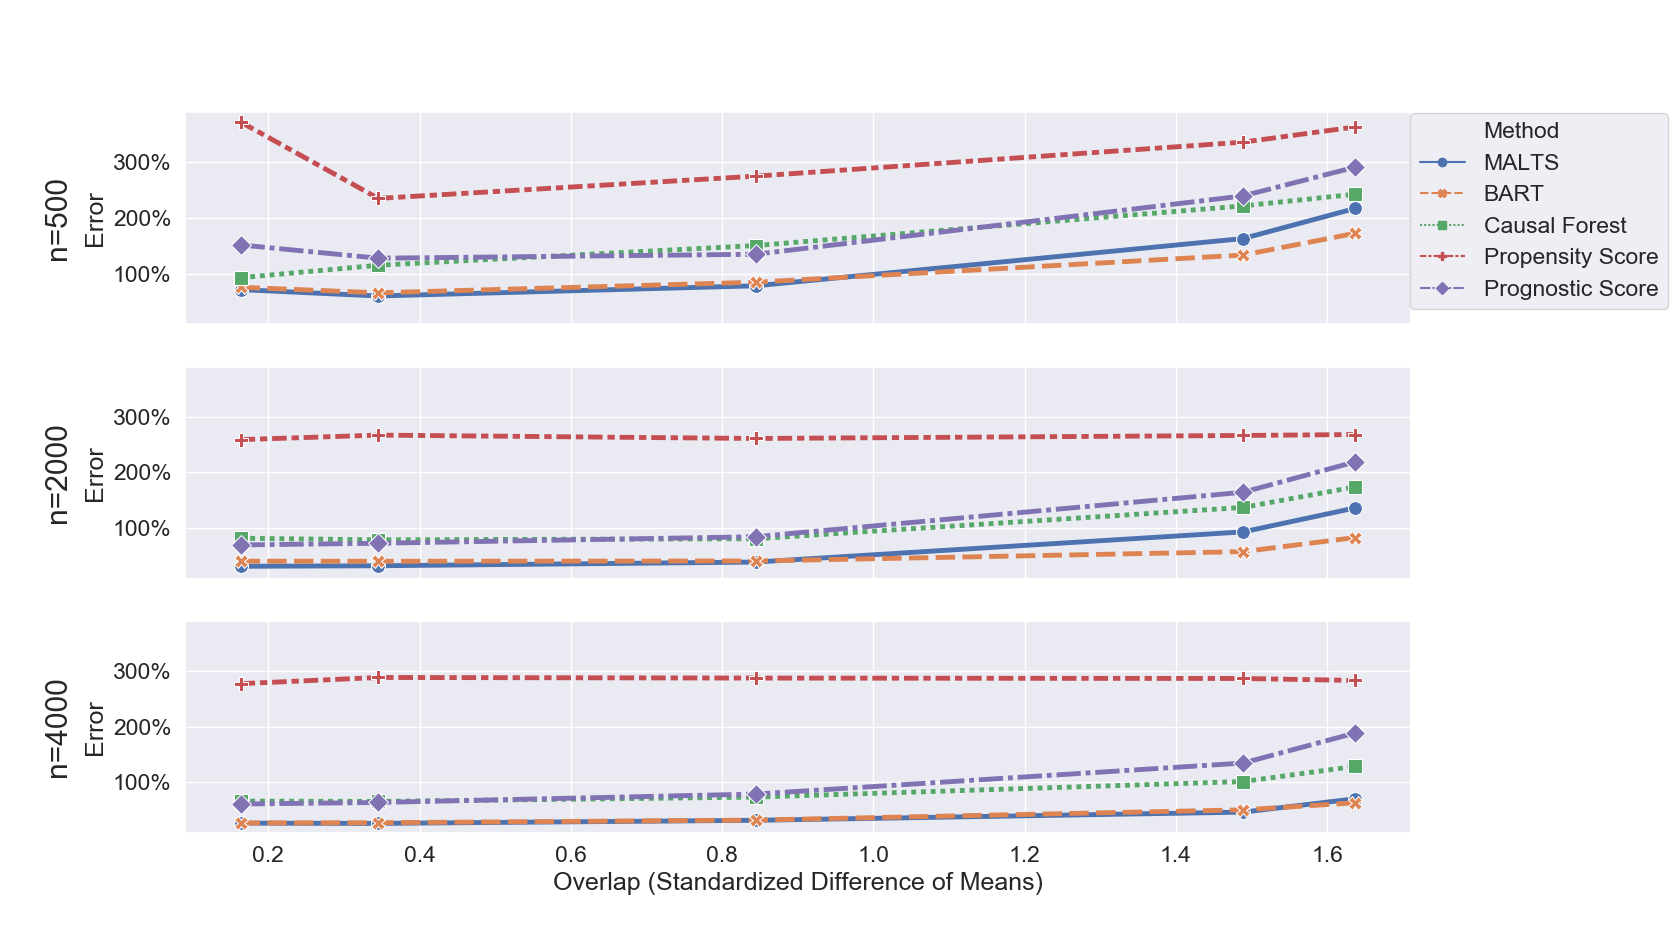 n=500
Error
300%
200%
100%
Method
MALTS
BART
Causal Forest
Propensity Score
Prognostic Score
n=2000
Error
300%
200%
100%
n=4000
Error
300%
200%
100%
0.2 0.4 0.6 0.8 1.0 1.2 1.4 1.6
Overlap (Standardized Difference of Means)